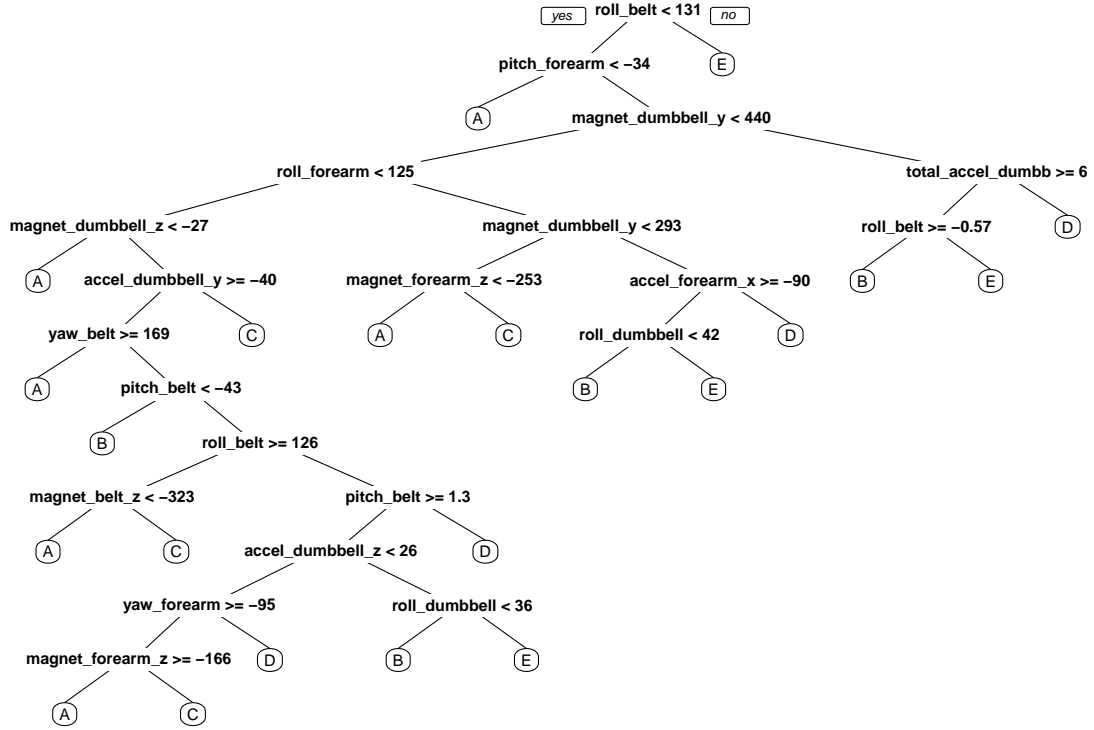 yes roll_belt < 131 no
pitch_forearm < −34 E
A magnet_dumbbell_y < 440
roll_forearm < 125 total_accel_dumbb >= 6
magnet_dumbbell_z < −27 magnet_dumbbell_y < 293 roll_belt >= −0.57 D
A accel_dumbbell_y >= −40 magnet_forearm_z < −253 accel_forearm_x >= −90 B E
yaw_belt >= 169 C A C roll_dumbbell < 42 D
A pitch_belt < −43 B E
B roll_belt >= 126
magnet_belt_z < −323 pitch_belt >= 1.3
A C accel_dumbbell_z < 26 D
yaw_forearm >= −95 roll_dumbbell < 36
magnet_forearm_z >= −166 D B E
A C